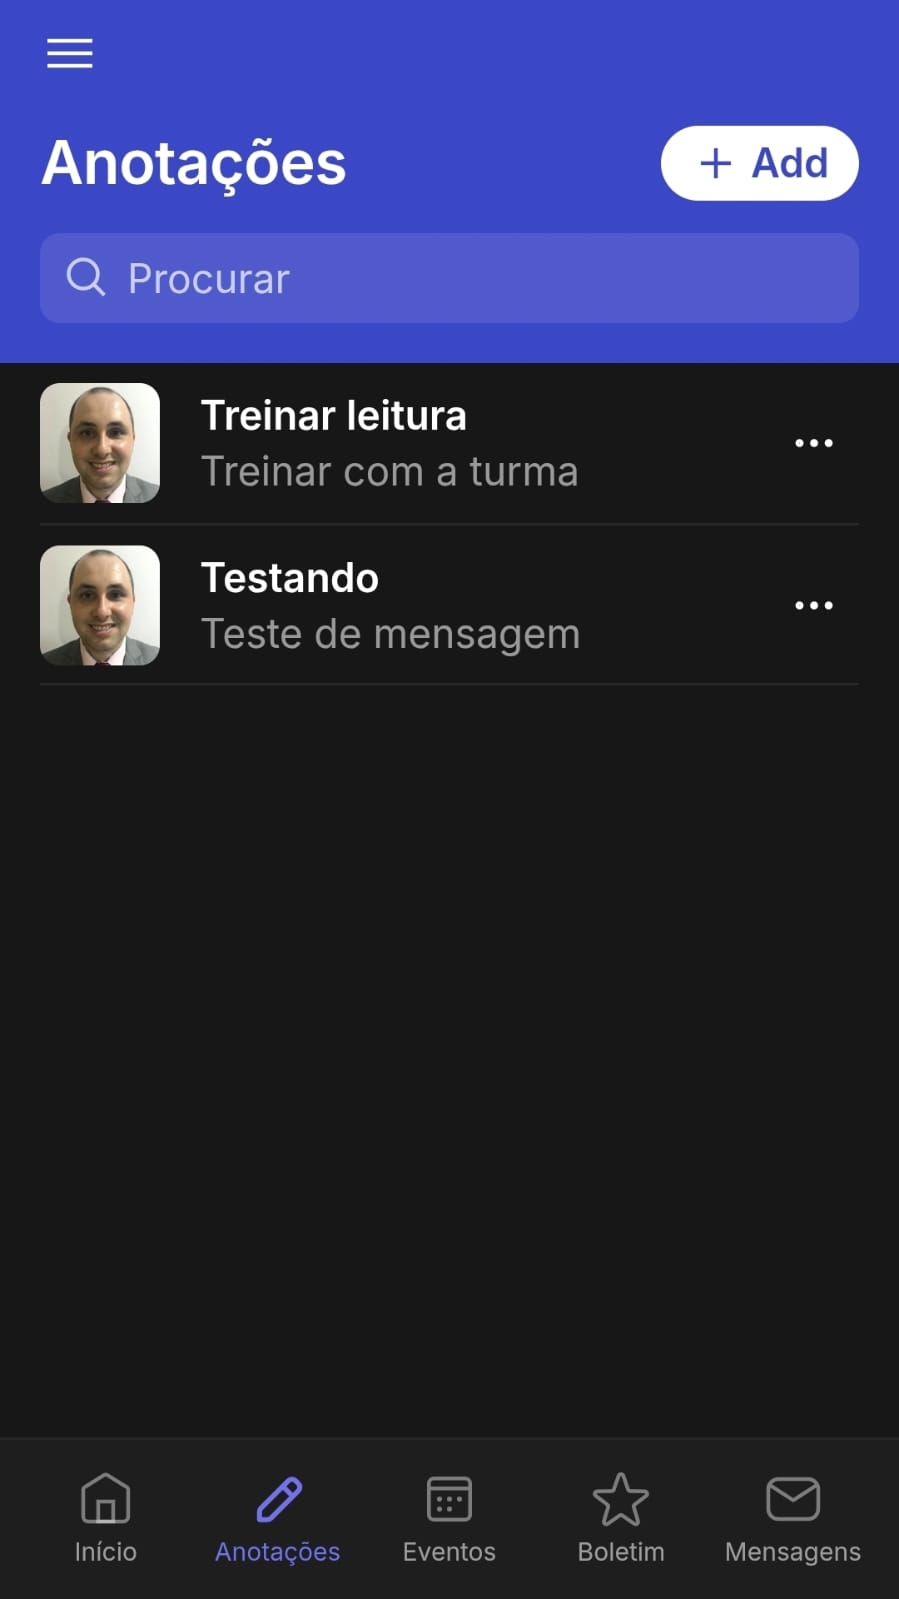 Anotações
+ Add
Procurar
Treinar leitura
Treinar com a turma
Testando
Teste de mensagem
Início
Anotações
Eventos
Boletim
Mensagens